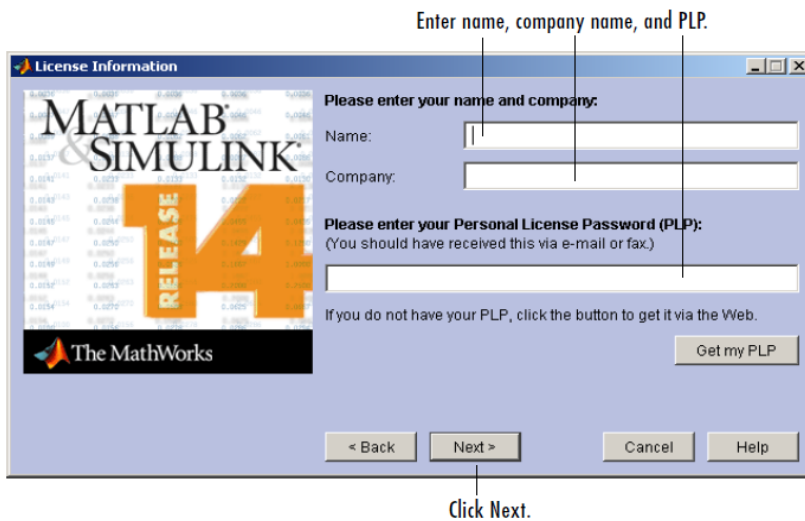 Enter name, company name, and PLP.
License Information
MATLAB®
& SIMULINK®
RELEASE
14
The MathWorks
Please enter your name and company:
Name:
Company:
Please enter your Personal License Password (PLP):
(You should have received this via e-mail or fax.)
If you do not have your PLP, click the button to get it via the Web.
Get my PLP
< Back
Next >
Cancel
Help
Click Next.